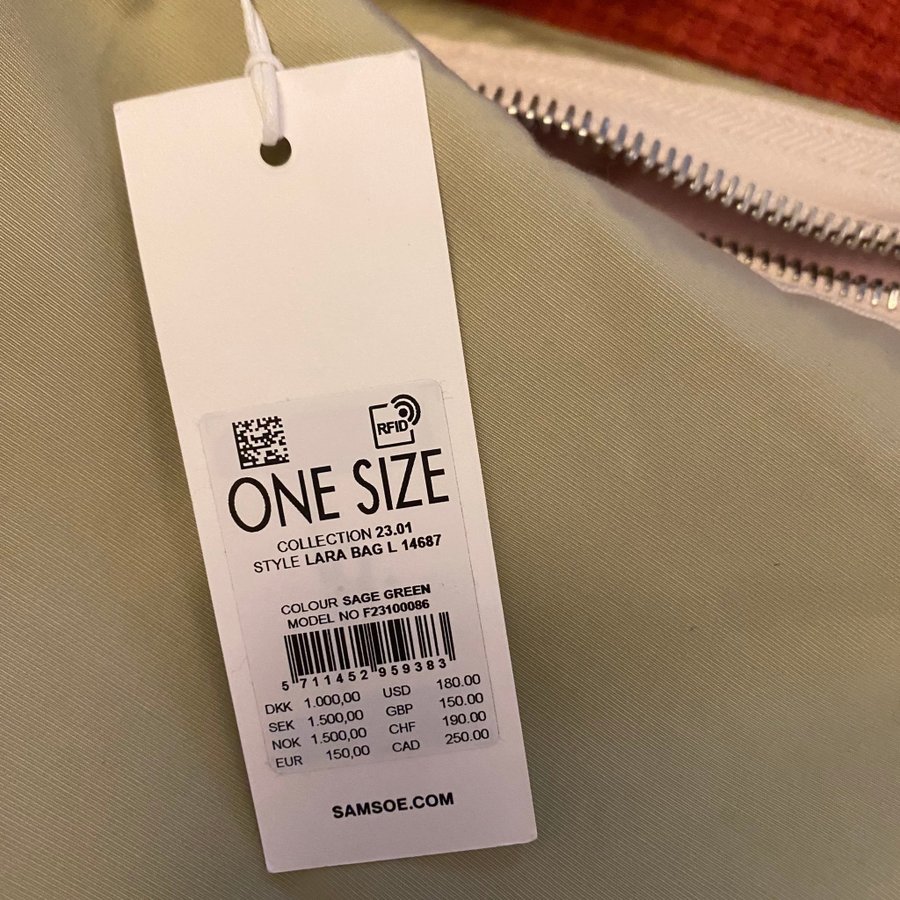 RFID
ONE SIZE
COLLECTION 23.01
STYLE LARA BAG L 14687
COLOUR SAGE GREEN
MODEL NO F23100086
5 711452 959383
DKK 1.000,00 USD 180.00
SEK 1.500,00 GBP 150.00
NOK 1.500,00 CHF 190.00
EUR 150,00 CAD 250.00
SAMSOE.COM